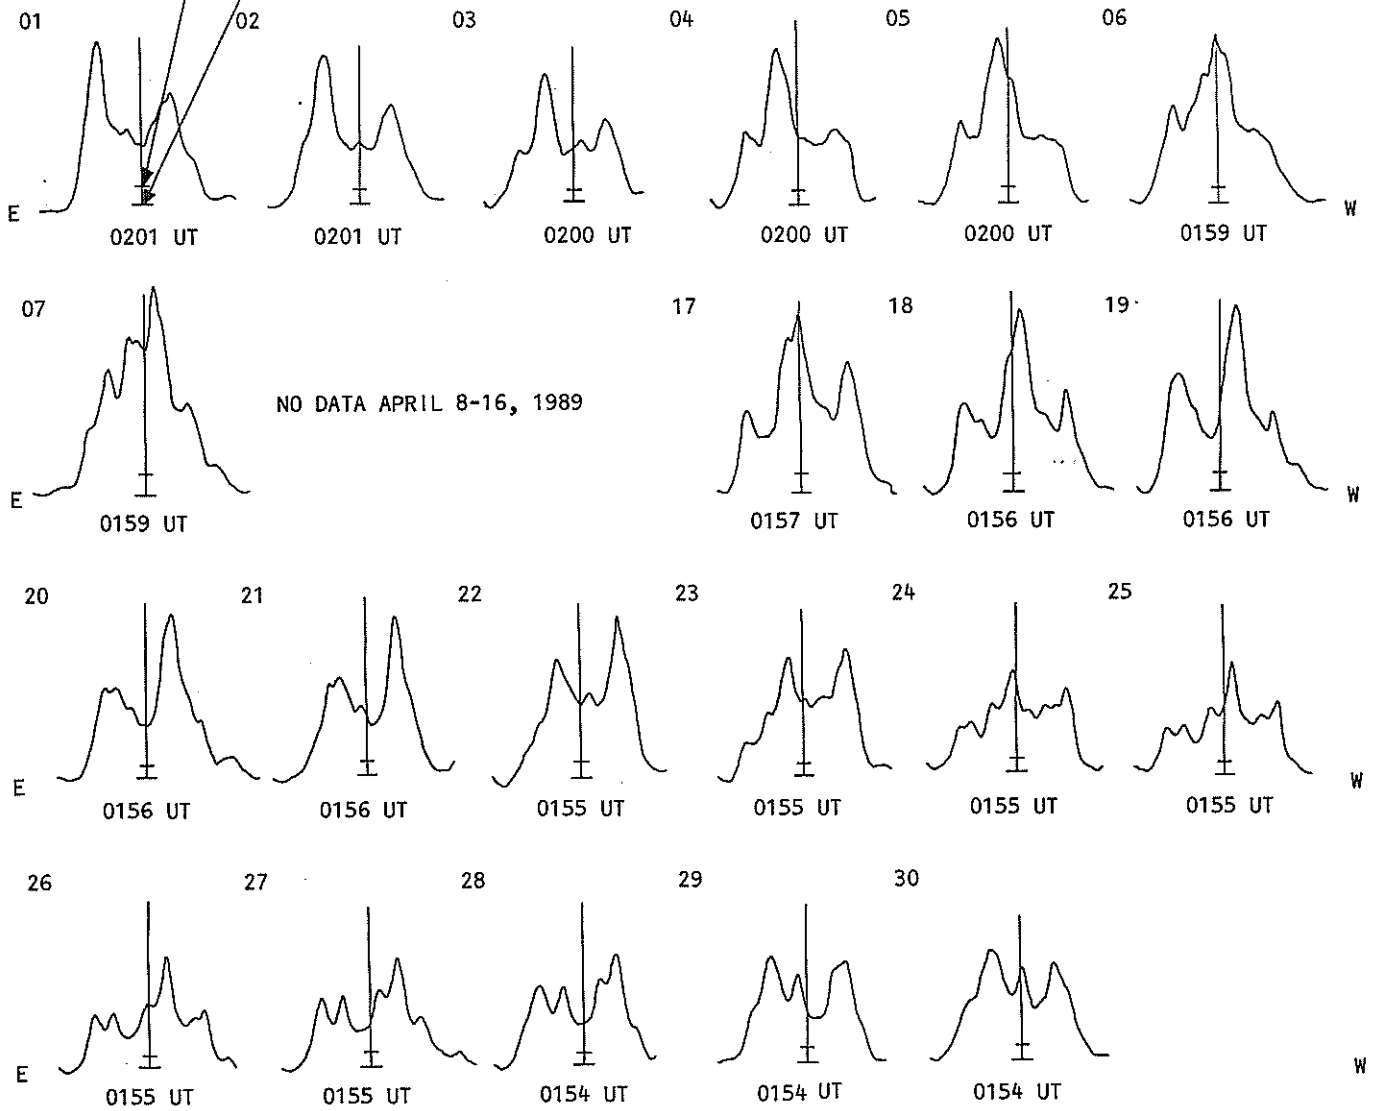 01 02 03 04 05 06
E W
0201 UT 0201 UT 0200 UT 0200 UT 0200 UT 0159 UT
07 17 18 19
NO DATA APRIL 8-16, 1989
E W
0159 UT 0157 UT 0156 UT 0156 UT
20 21 22 23 24 25
E W
0156 UT 0156 UT 0155 UT 0155 UT 0155 UT 0155 UT
26 27 28 29 30
E W
0155 UT 0155 UT 0154 UT 0154 UT 0154 UT